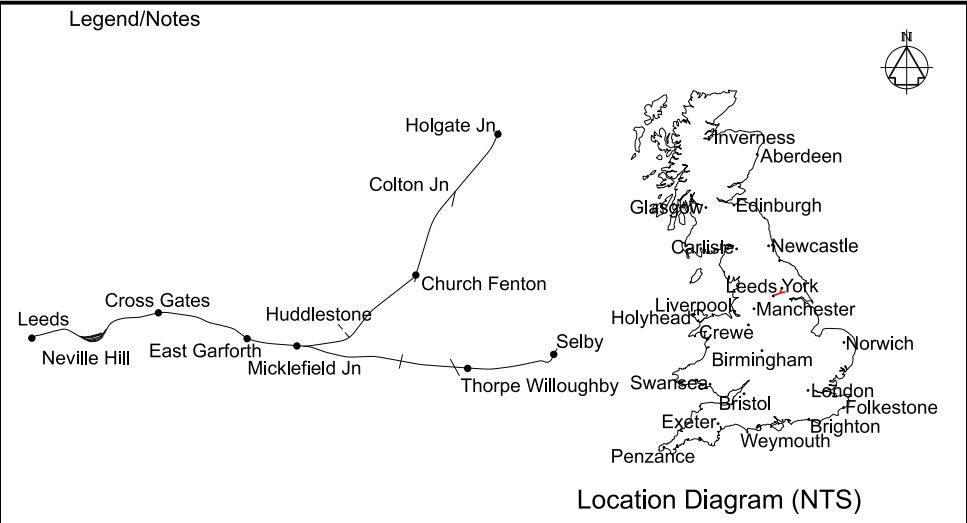 Legend/Notes
N
Holgate Jn
Colton Jn
Church Fenton
Huddlestone
Cross Gates
Leeds
Neville Hill
East Garforth
Micklefield Jn
Selby
Thorpe Willoughby
Inverness
Aberdeen
Glasgow
Edinburgh
Carlisle
Newcastle
Leeds York
Liverpool
Manchester
Holyhead
Crewe
Norwich
Birmingham
Swansea
London
Bristol
Folkestone
Exeter
Brighton
Weymouth
Penzance
Location Diagram (NTS)